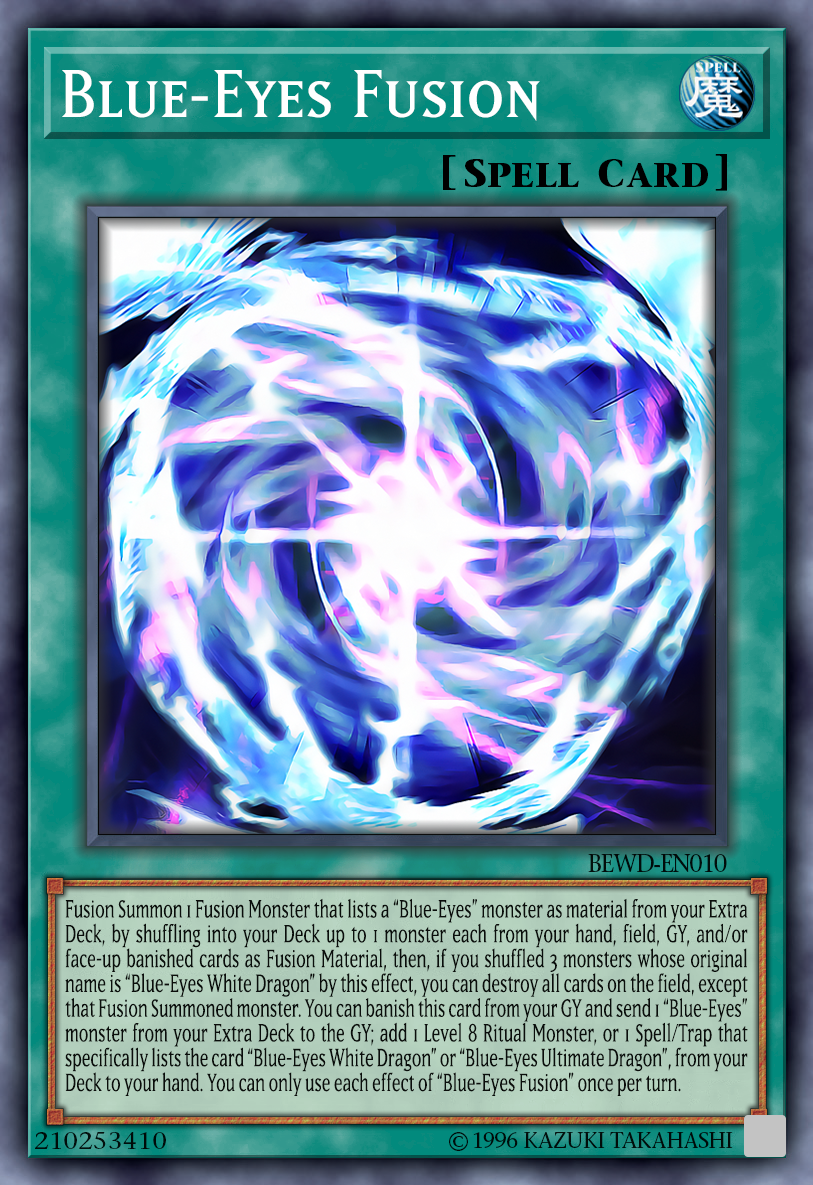 Blue-Eyes Fusion
SPELL
魔
[Spell Card]
BEWD-EN010
Fusion Summon 1 Fusion Monster that lists a “Blue-Eyes” monster as material from your Extra
Deck, by shuffling into your Deck up to 1 monster each from your hand, field, GY, and/or
face-up banished cards as Fusion Material, then, if you shuffled 3 monsters whose original
name is “Blue-Eyes White Dragon” by this effect, you can destroy all cards on the field, except
that Fusion Summoned monster. You can banish this card from your GY and send 1 “Blue-Eyes”
monster from your Extra Deck to the GY; add 1 Level 8 Ritual Monster, or 1 Spell/Trap that
specifically lists the card “Blue-Eyes White Dragon” or “Blue-Eyes Ultimate Dragon”, from your
Deck to your hand. You can only use each effect of “Blue-Eyes Fusion” once per turn.
210253410
© 1996 KAZUKI TAKAHASHI